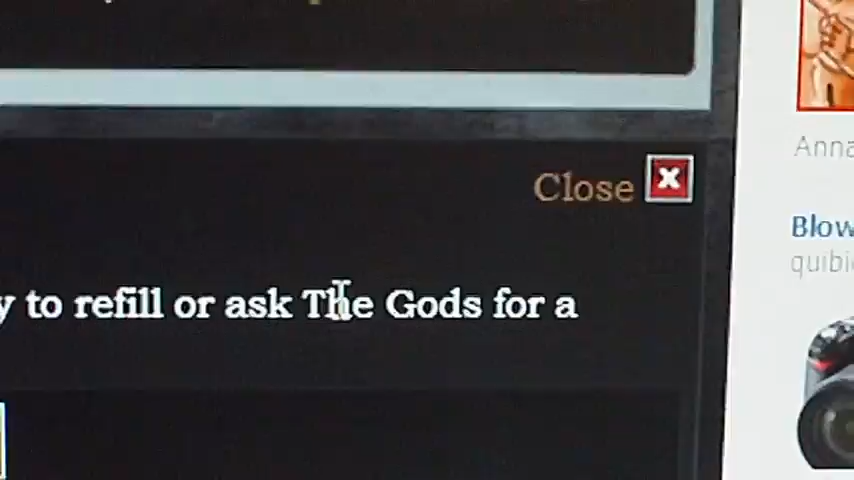 Close
Anna
Blow
quibi
y to refill or ask The Gods for a